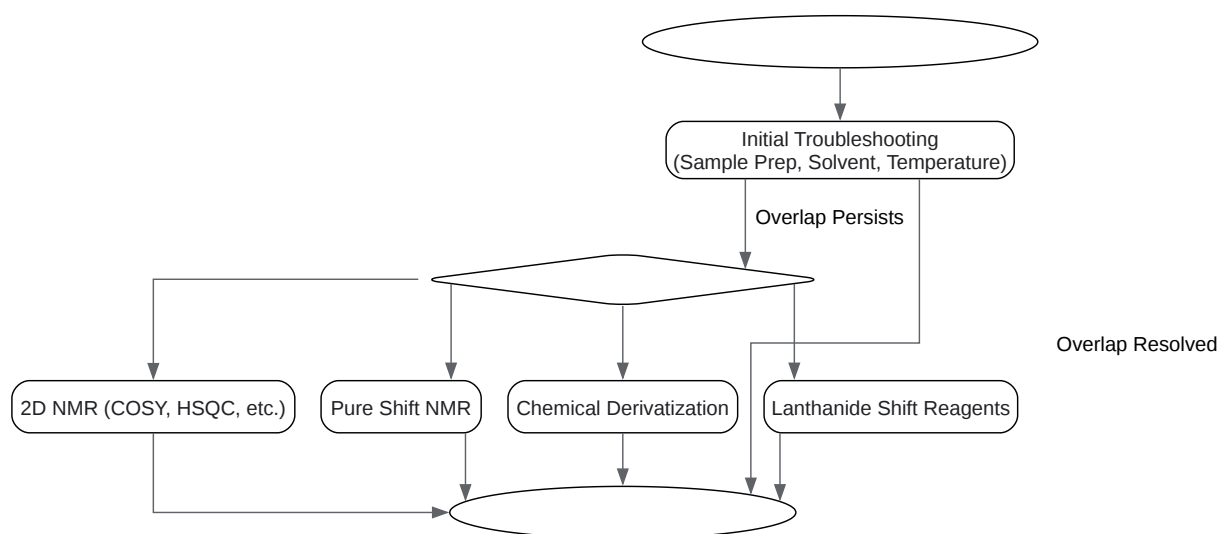 Initial Troubleshooting
(Sample Prep, Solvent, Temperature)
Overlap Persists
Overlap Resolved
2D NMR (COSY, HSQC, etc.)
Pure Shift NMR
Chemical Derivatization
Lanthanide Shift Reagents